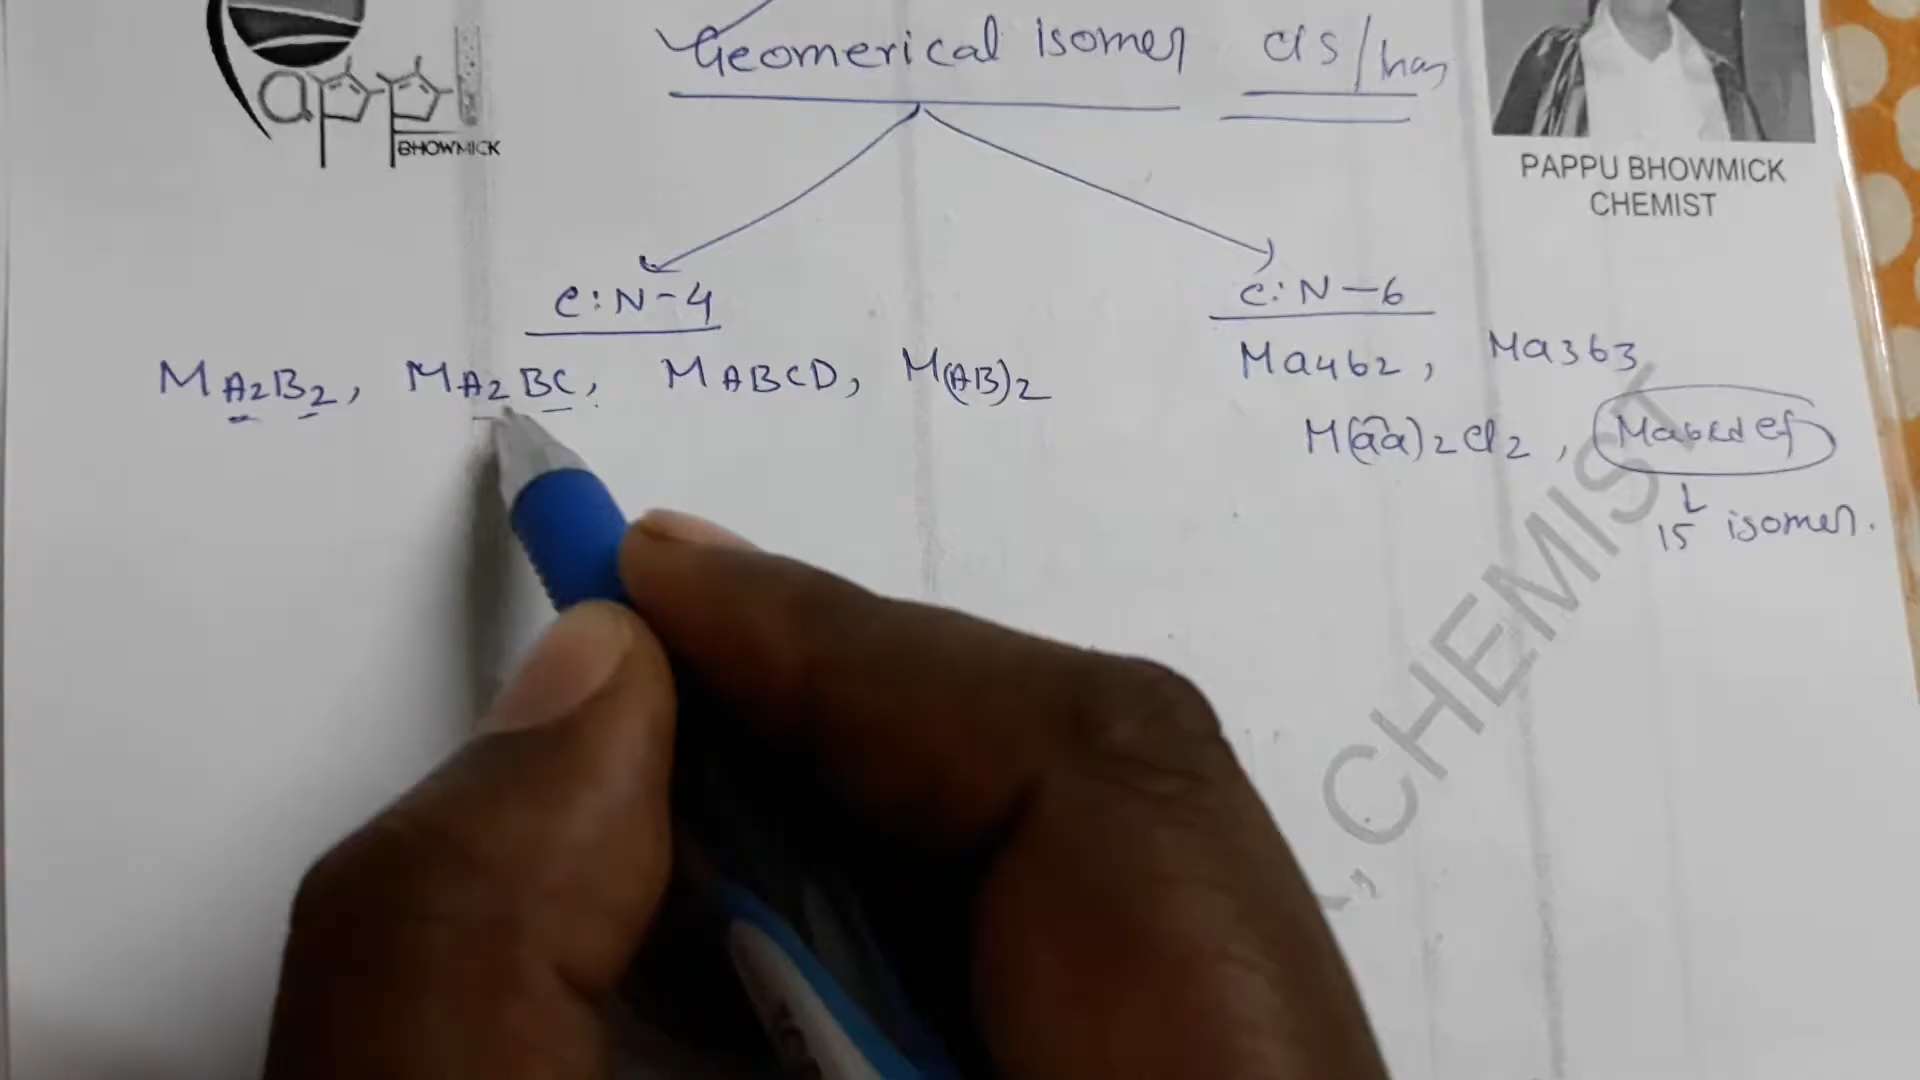 Geomerical isomer cis/trans
apu
BHOWMICK
PAPPU BHOWMICK
CHEMIST
C:N-4
C:N-6
MA2B2, MA2BC, MABCD, M(AB)2
Ma4b2, Ma3b3
M(aa)2Cl2, Mabcdef
15 isomer.
, CHEMIST